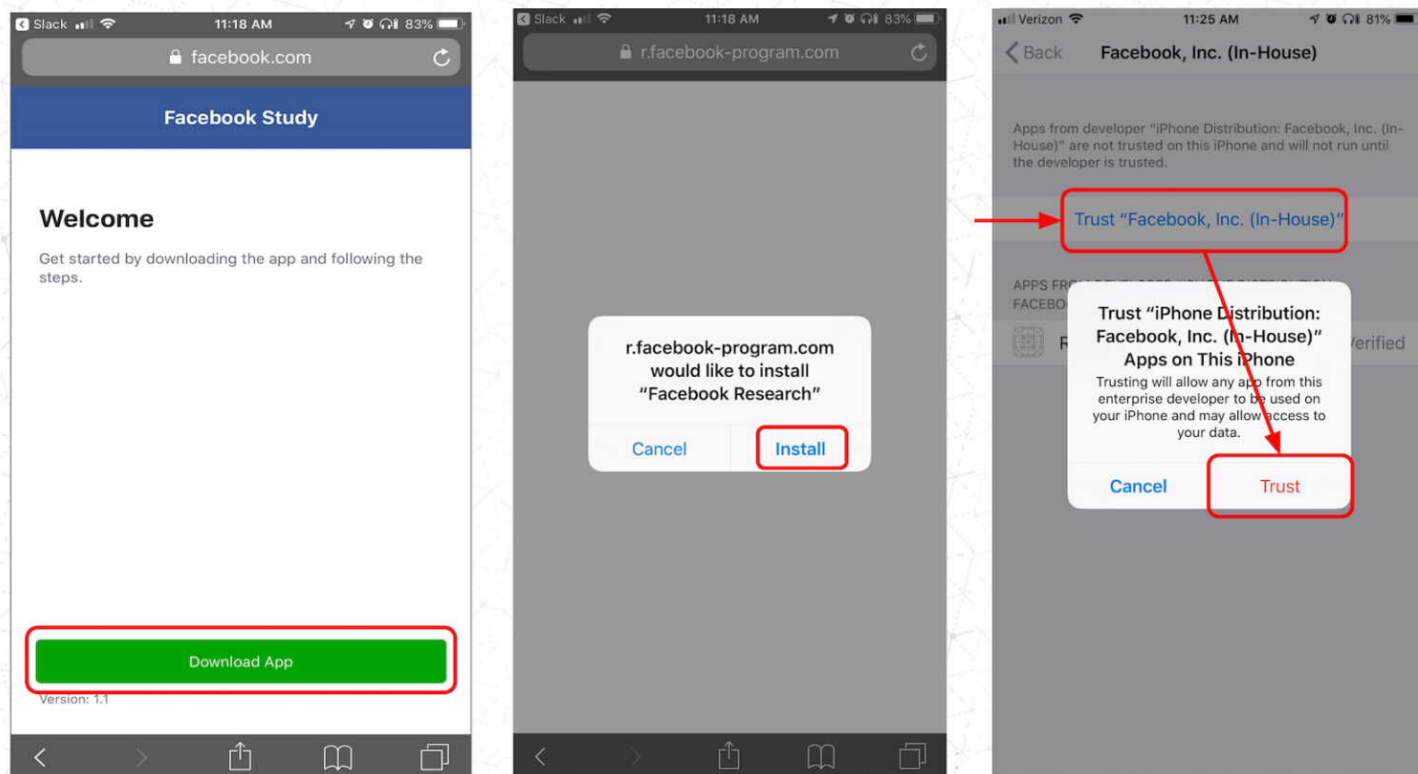 Slack 11:18 AM 83%
facebook.com
Facebook Study
Welcome
Get started by downloading the app and following the
steps.
Download App
Version: 1.1
Slack 11:18 AM 83%
r.facebook-program.com
r.facebook-program.com
would like to install
“Facebook Research”
Cancel Install
Verizon 11:25 AM 81%
Back Facebook, Inc. (In-House)
Apps from developer “iPhone Distribution: Facebook, Inc. (In-
House)” are not trusted on this iPhone and will not run until
the developer is trusted.
Trust “Facebook, Inc. (In-House)”
APPS FROM DEVELOPER “IPHONE DISTRIBUTION:
FACEBO
R Verified
Trust “iPhone Distribution:
Facebook, Inc. (In-House)”
Apps on This iPhone
Trusting will allow any app from this
enterprise developer to be used on
your iPhone and may allow access to
your data.
Cancel Trust